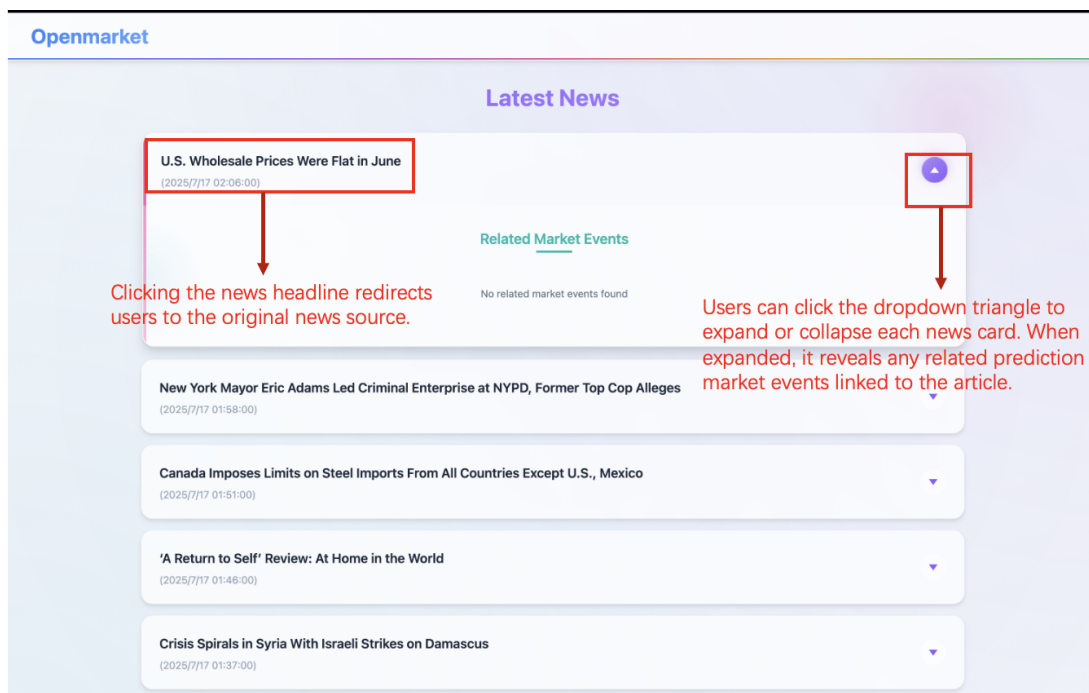 Openmarket
Latest News
U.S. Wholesale Prices Were Flat in June
(2025/7/17 02:06:00)
Related Market Events
No related market events found
Clicking the news headline redirects
users to the original news source.
Users can click the dropdown triangle to
expand or collapse each news card. When
expanded, it reveals any related prediction
market events linked to the article.
New York Mayor Eric Adams Led Criminal Enterprise at NYPD, Former Top Cop Alleges
(2025/7/17 01:58:00)
Canada Imposes Limits on Steel Imports From All Countries Except U.S., Mexico
(2025/7/17 01:51:00)
‘A Return to Self’ Review: At Home in the World
(2025/7/17 01:46:00)
Crisis Spirals in Syria With Israeli Strikes on Damascus
(2025/7/17 01:37:00)